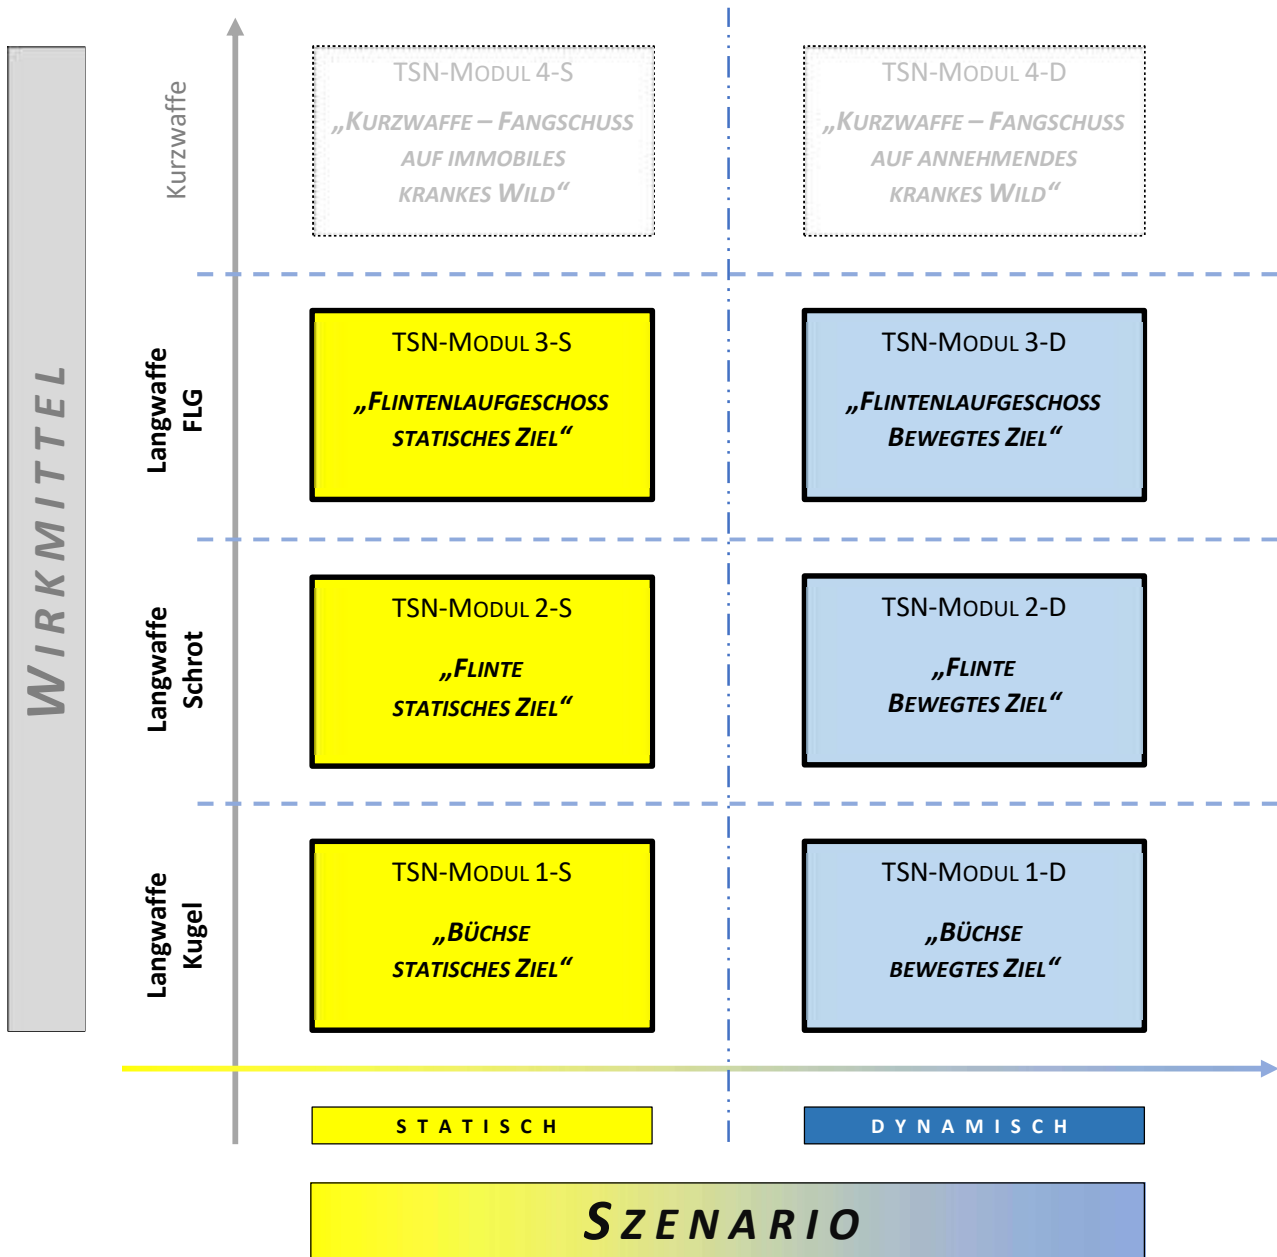 WIRKMITTEL
Kurzwaffe
TSN-MODUL 4-S
„KURZWAFFE – FANGSCHUSS
AUF IMMOBILES
KRANKES WILD“
TSN-MODUL 4-D
„KURZWAFFE – FANGSCHUSS
AUF ANNEHMENDES
KRANKES WILD“
Langwaffe
FLG
TSN-MODUL 3-S
„FLINTENLAUFGESCHOSS
STATISCHES ZIEL“
TSN-MODUL 3-D
„FLINTENLAUFGESCHOSS
BEWEGTES ZIEL“
Langwaffe
Schrot
TSN-MODUL 2-S
„FLINTE
STATISCHES ZIEL“
TSN-MODUL 2-D
„FLINTE
BEWEGTES ZIEL“
Langwaffe
Kugel
TSN-MODUL 1-S
„BÜCHSE
STATISCHES ZIEL“
TSN-MODUL 1-D
„BÜCHSE
BEWEGTES ZIEL“
STATISCH
DYNAMISCH
SZENARIO